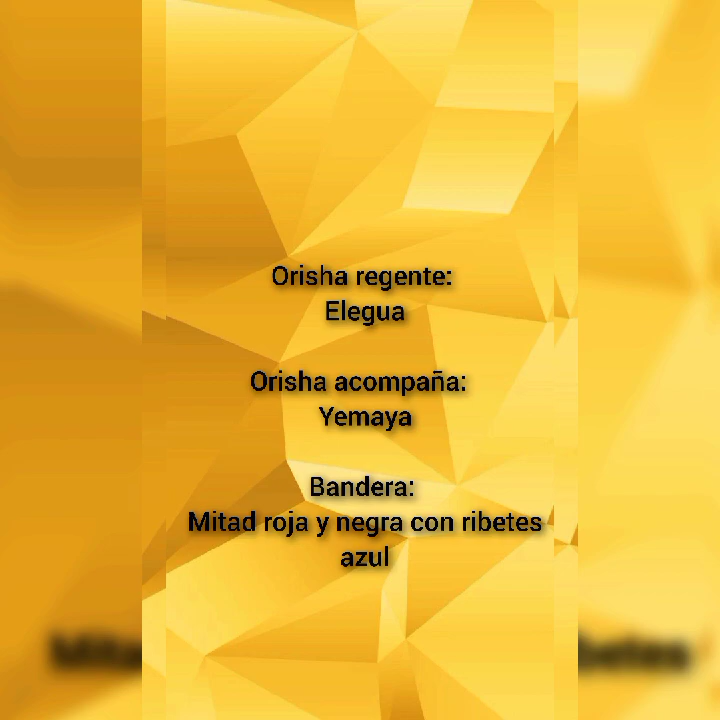 Orisha regente:
Elegua
Orisha acompaña:
Yemaya
Bandera:
Mitad roja y negra con ribetes
azul